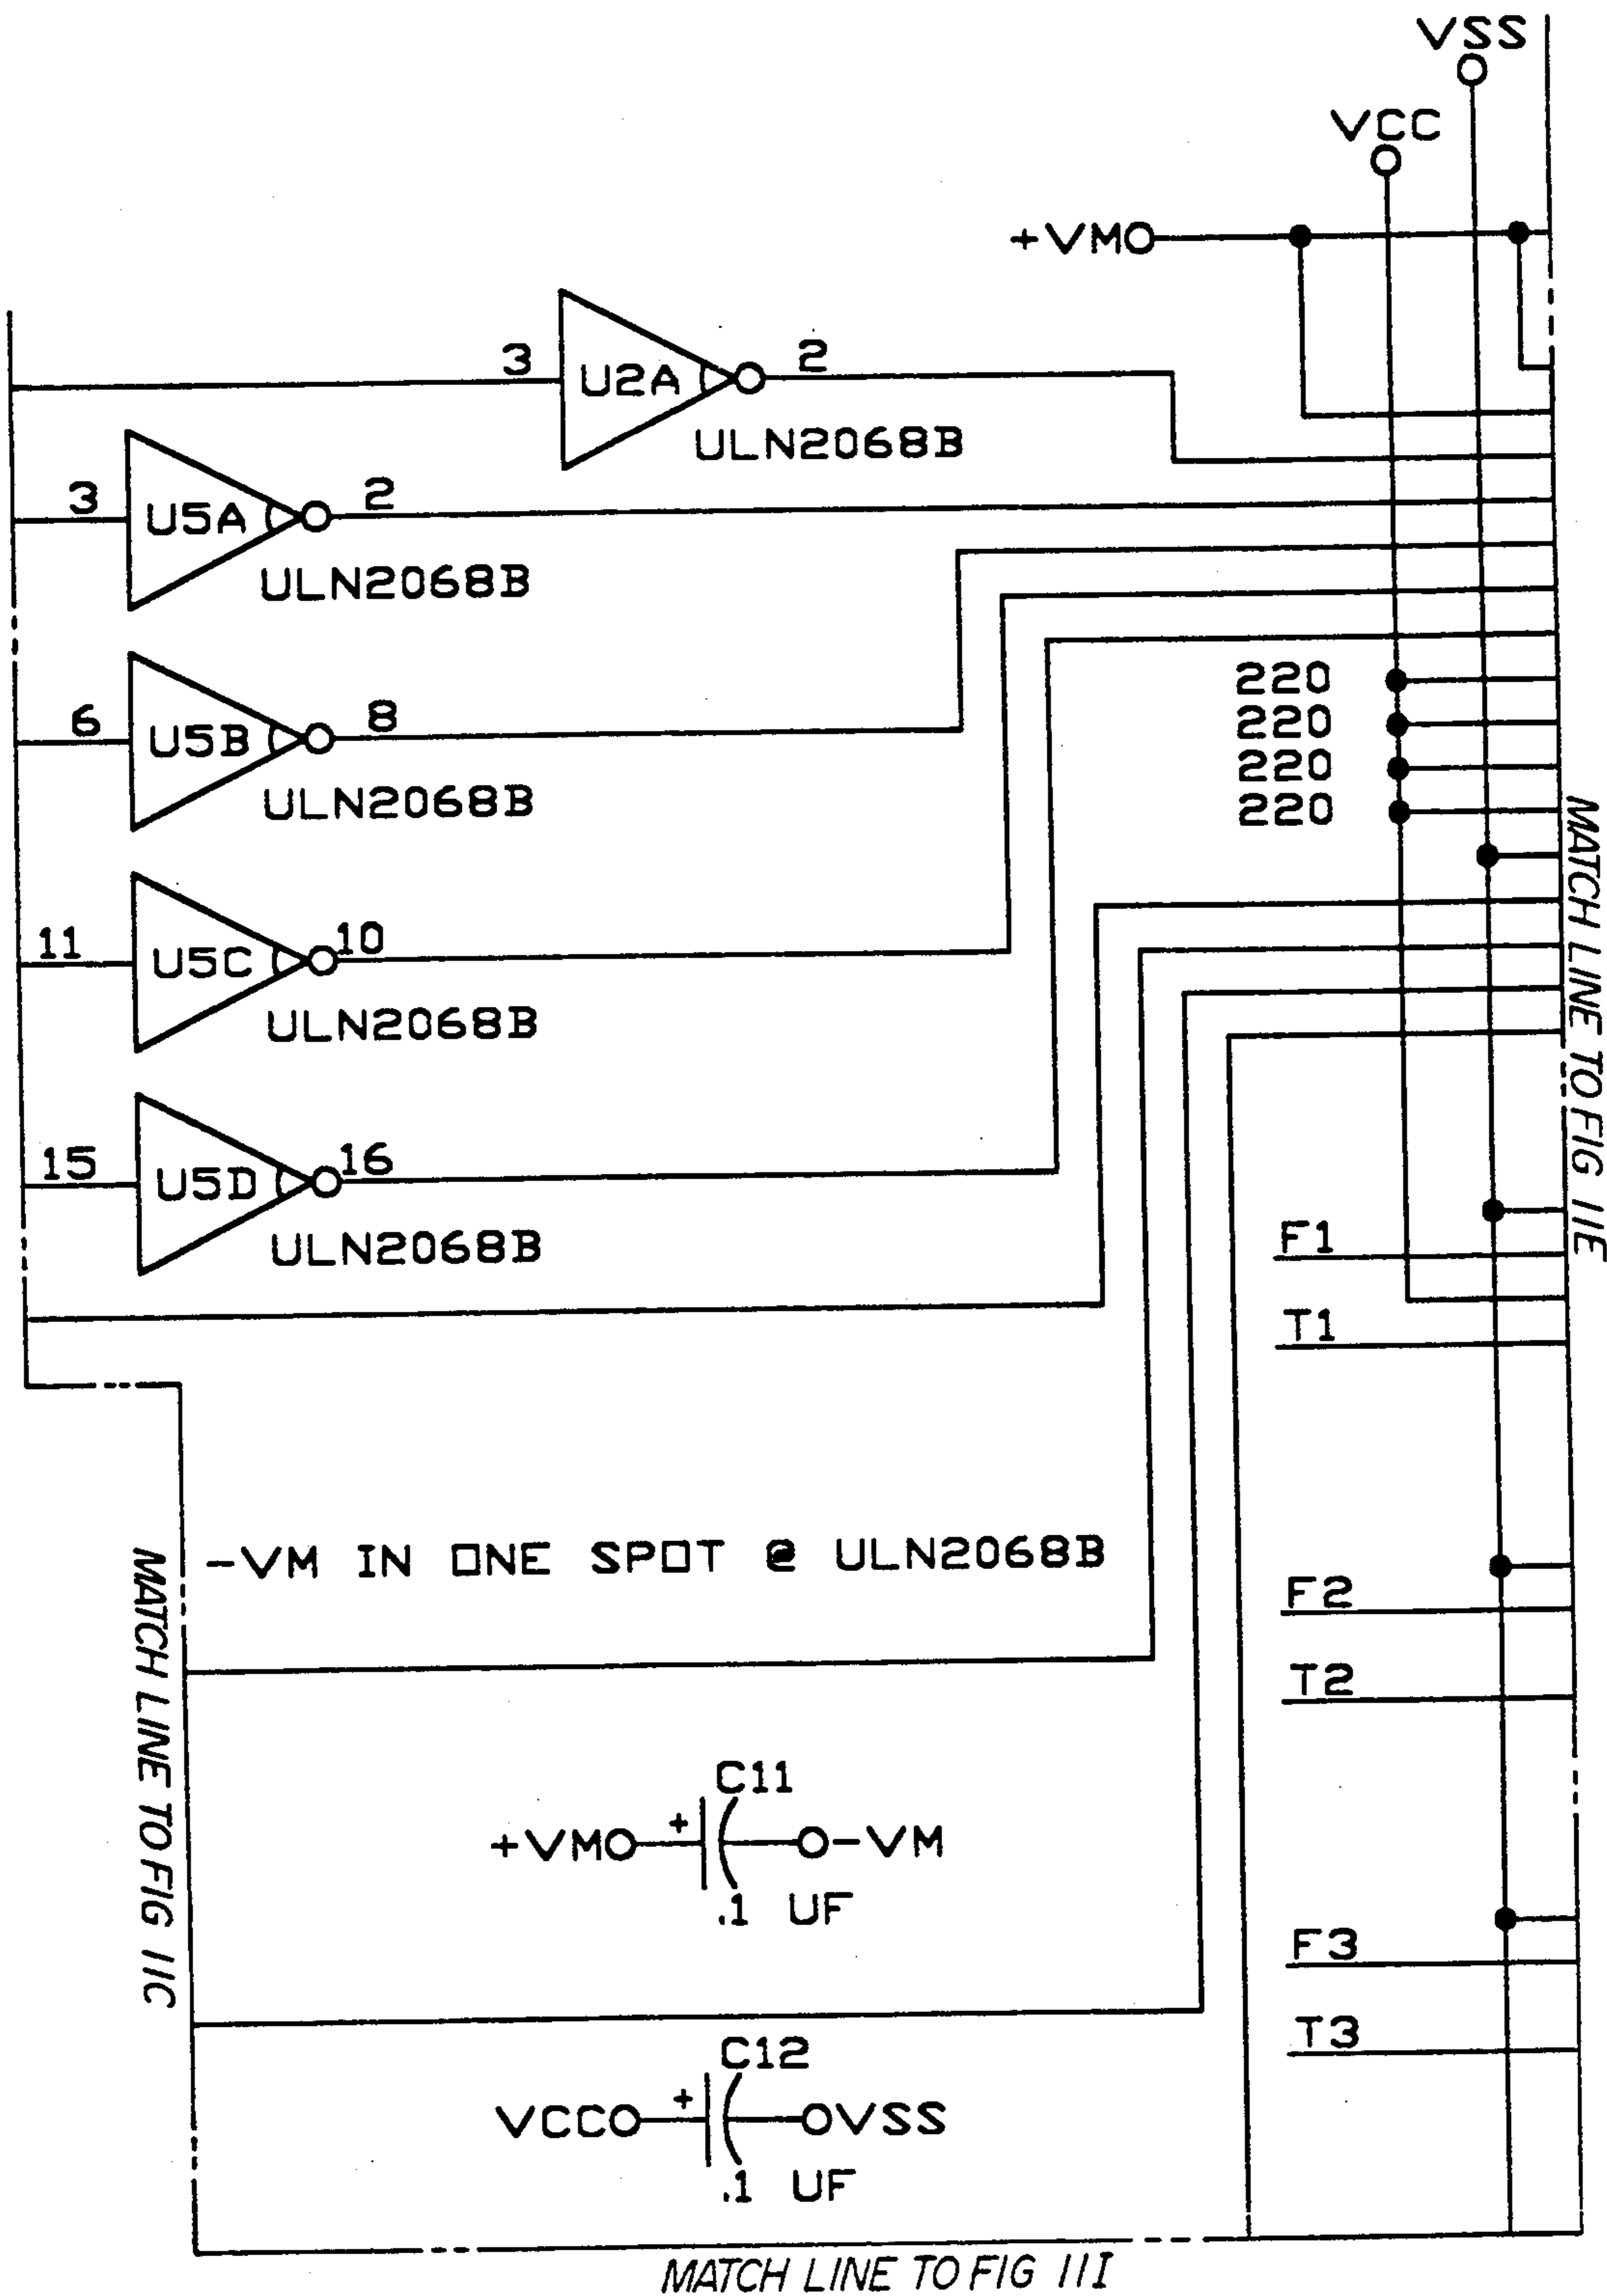 VSS
VCC
+VM
3
U2A
2
ULN2068B
3
U5A
2
ULN2068B
6
U5B
8
ULN2068B
220
220
220
220
11
U5C
10
ULN2068B
15
U5D
16
ULN2068B
MATCH LINE TO FIG 11E
F1
T1
-VM IN ONE SPOT @ ULN2068B
F2
T2
MATCH LINE TO FIG 11C
C11
+VM
+
-VM
.1 UF
F3
T3
C12
VCC
+
VSS
.1 UF
MATCH LINE TO FIG 11I